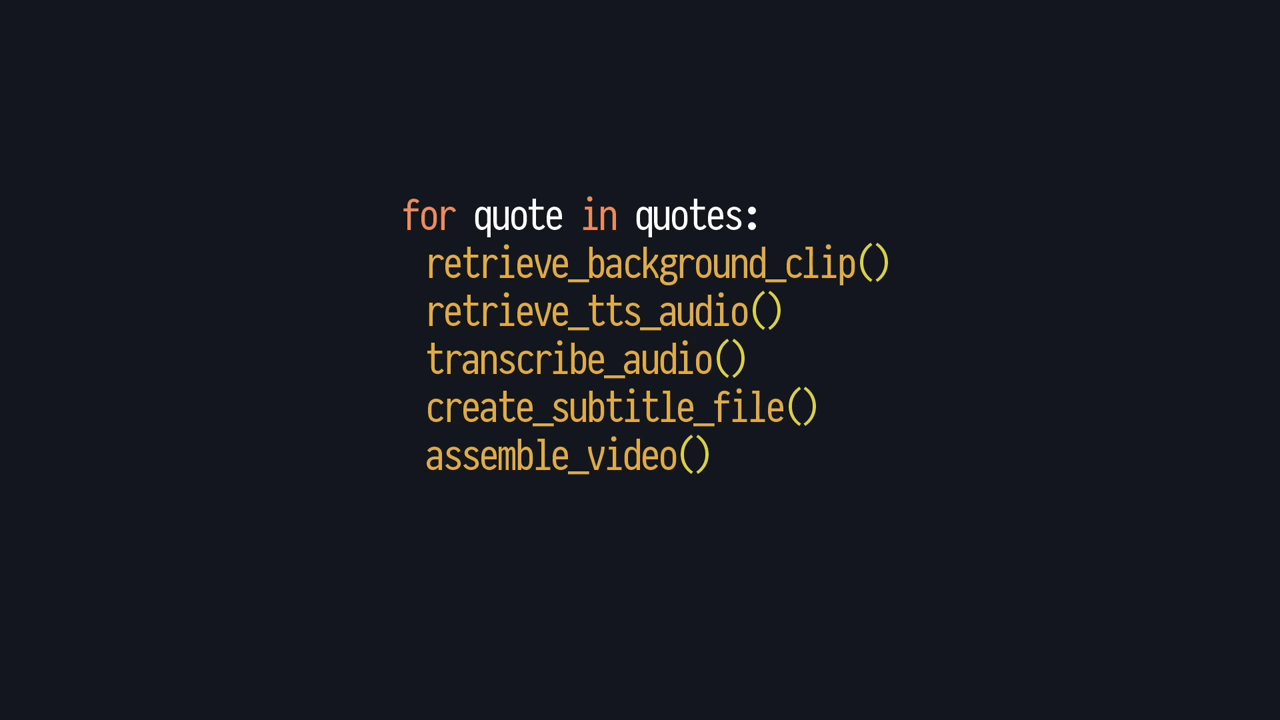 for quote in quotes:
retrieve_background_clip()
retrieve_tts_audio()
transcribe_audio()
create_subtitle_file()
assemble_video()